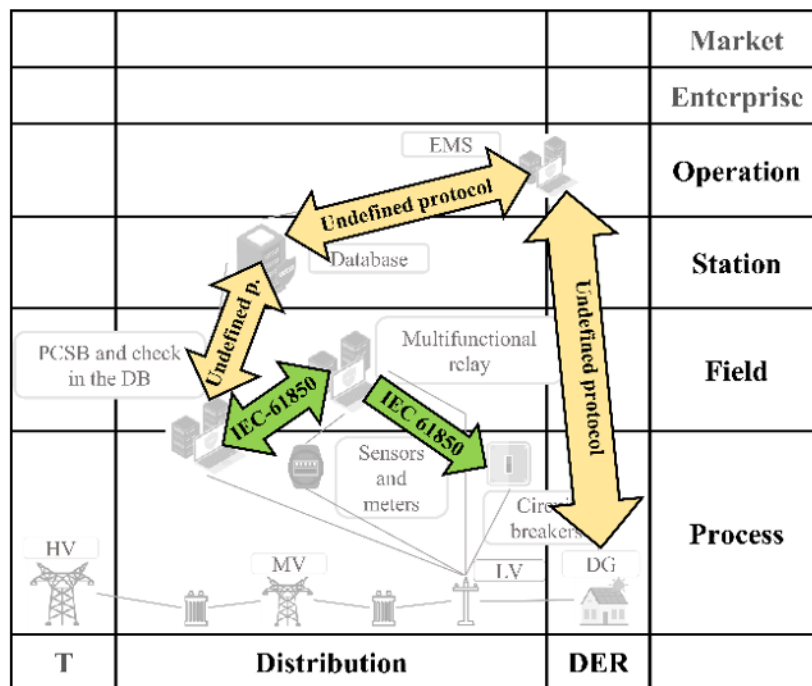 Market
Enterprise
EMS
Operation
Undefined protocol
Database
Station
Undefined p.
Undefined protocol
PCSB and check
in the DB
Multifunctional
relay
Field
IEC-61850
IEC 61850
Sensors
and
meters
breakers
Process
HV
MV
LV
DG
T
Distribution
DER